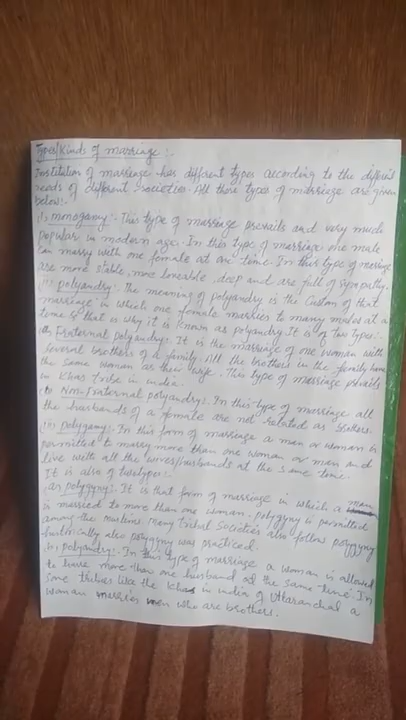 Types/Kinds of marriage:-
Institution of marriage has different types according to the different
needs of different societies. All these types of marriage are given
below:-
(i) monogamy:- This type of marriage prevails and very much
popular in modern age. In this type of marriage one male
can marry with one female at one time. In this type of marriage
are more stable, more loveable, deep and are full of sympathy.
(ii) polyandry:- The meaning of polyandry is the custom of that
marriage in which one female marries to many males at a
time so that is why it is known as polyandry. It is of two types:-
(a) Fraternal polyandry:- It is the marriage of one woman with
several brothers of a family. All the brothers in the family have
the same woman as their wife. This type of marriage prevails
in Khas tribe in india.
(b) Non-fraternal polyandry:- In this type of marriage all
the husbands of a female are not related as brothers.
(iii) polygamy:- In this form of marriage a man or woman is
permitted to marry more than one woman or man and
live with all the wives/husbands at the same time.
It is also of two types:-
(a) polygyny:- It is that form of marriage in which a man
is married to more than one woman. Polygyny is permitted
among the muslims. Many tribal societies also follow polygyny
historically also polygyny was practiced.
(b) polyandry:- In this type of marriage a woman is allowed
to have more than one husband at the same time. In
some tribes like the Khas in india of Uttaranchal a
woman marries men who are brothers.